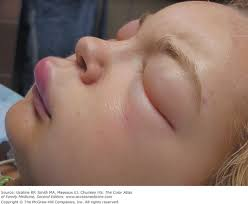 Source: Usatine RP, Smith MA, Mayeaux EJ, Chumley HS: The Color Atlas
of Family Medicine, Second Edition: www.accessmedicine.com
Copyright © The McGraw-Hill Companies, Inc. All rights reserved.